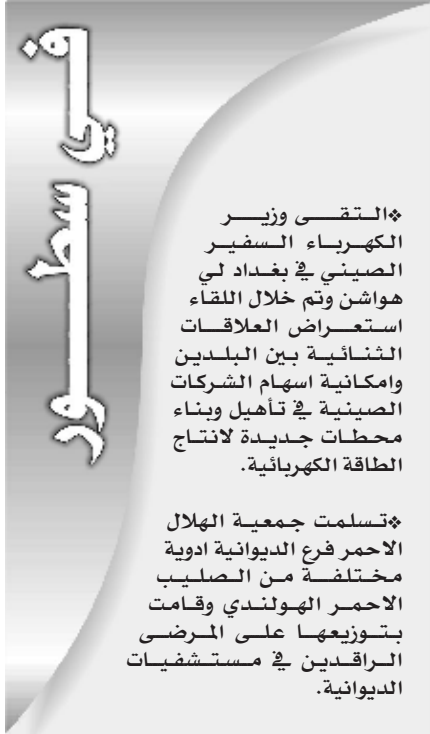 في سطور
❖التقى وزير
الكهرباء السفير
الصيني في بغداد لي
هواشن وتم خلال اللقاء
استعراض العلاقات
الثنائية بين البلدين
وامكانية اسهام الشركات
الصينية في تأهيل وبناء
محطات جديدة لانتاج
الطاقة الكهربائية.
❖تسلمت جمعية الهلال
الاحمر فرع الديوانية ادوية
مختلفة من الصليب
الاحمر الهولندي وقامت
بتوزيعها على المرضى
الراقدين في مستشفيات
الديوانية.